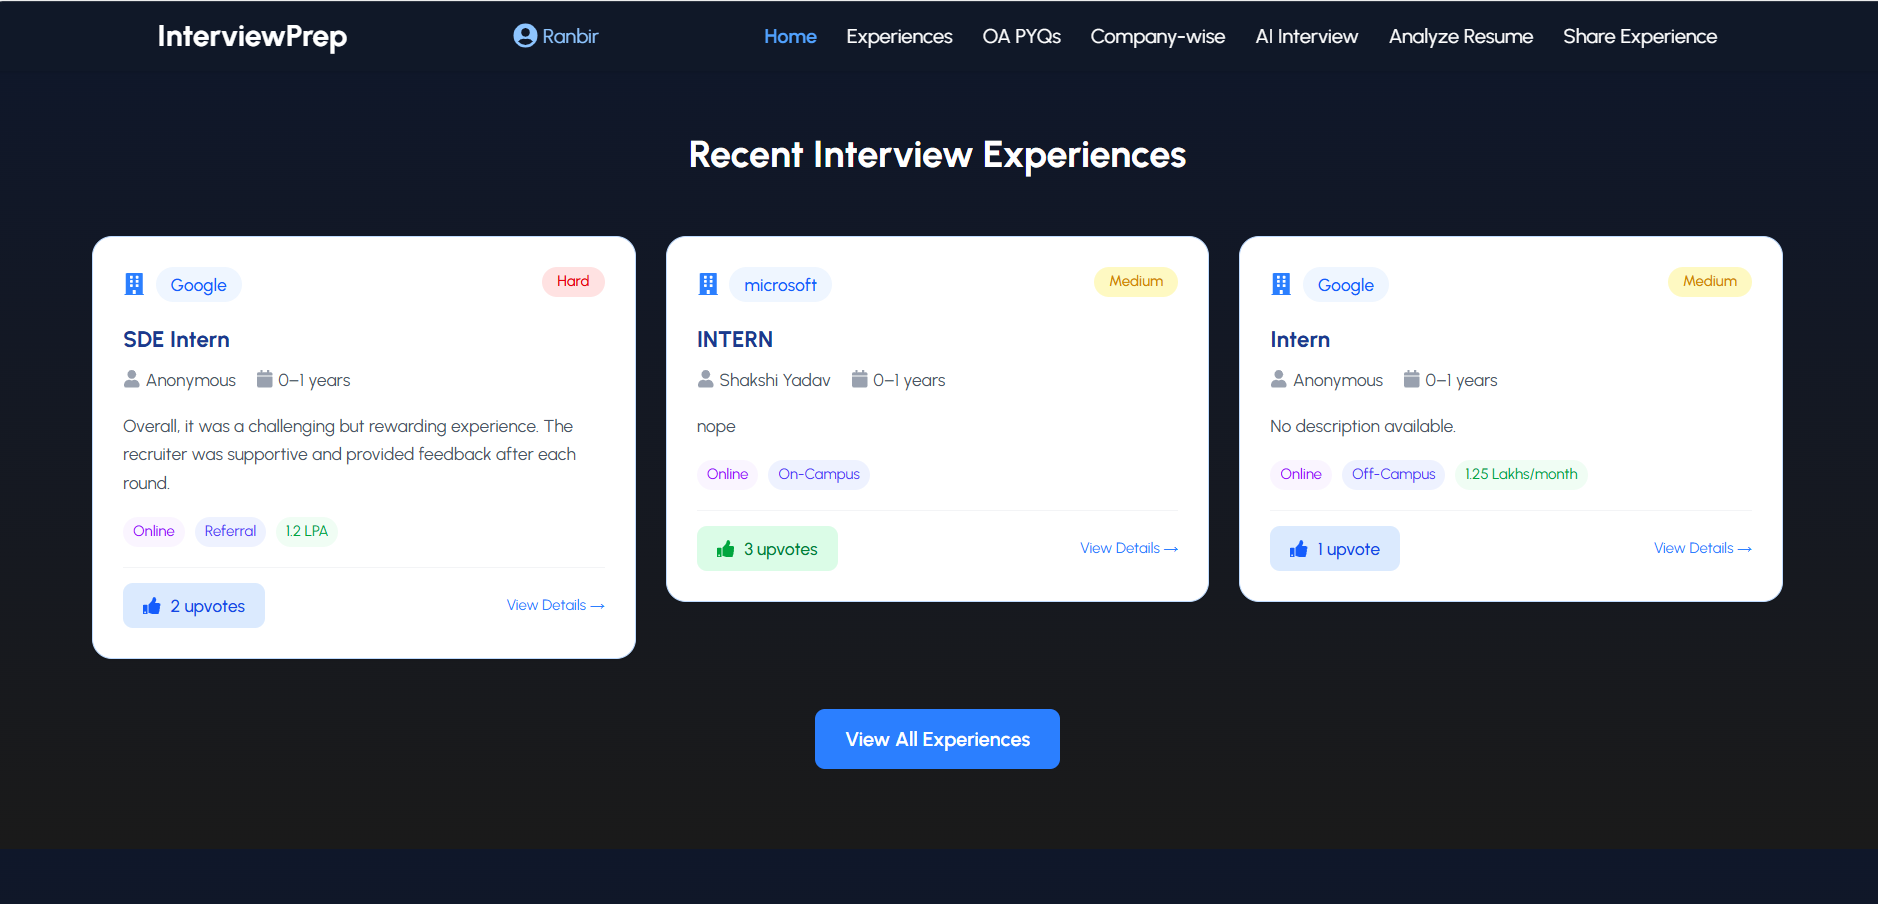 InterviewPrep
Ranbir
Home
Experiences
OA PYQs
Company-wise
AI Interview
Analyze Resume
Share Experience
Recent Interview Experiences
Google
Hard
SDE Intern
Anonymous
0–1 years
Overall, it was a challenging but rewarding experience. The
recruiter was supportive and provided feedback after each
round.
Online
Referral
1.2 LPA
2 upvotes
View Details →
microsoft
Medium
INTERN
Shakshi Yadav
0–1 years
nope
Online
On-Campus
3 upvotes
View Details →
Google
Medium
Intern
Anonymous
0–1 years
No description available.
Online
Off-Campus
1.25 Lakhs/month
1 upvote
View Details →
View All Experiences